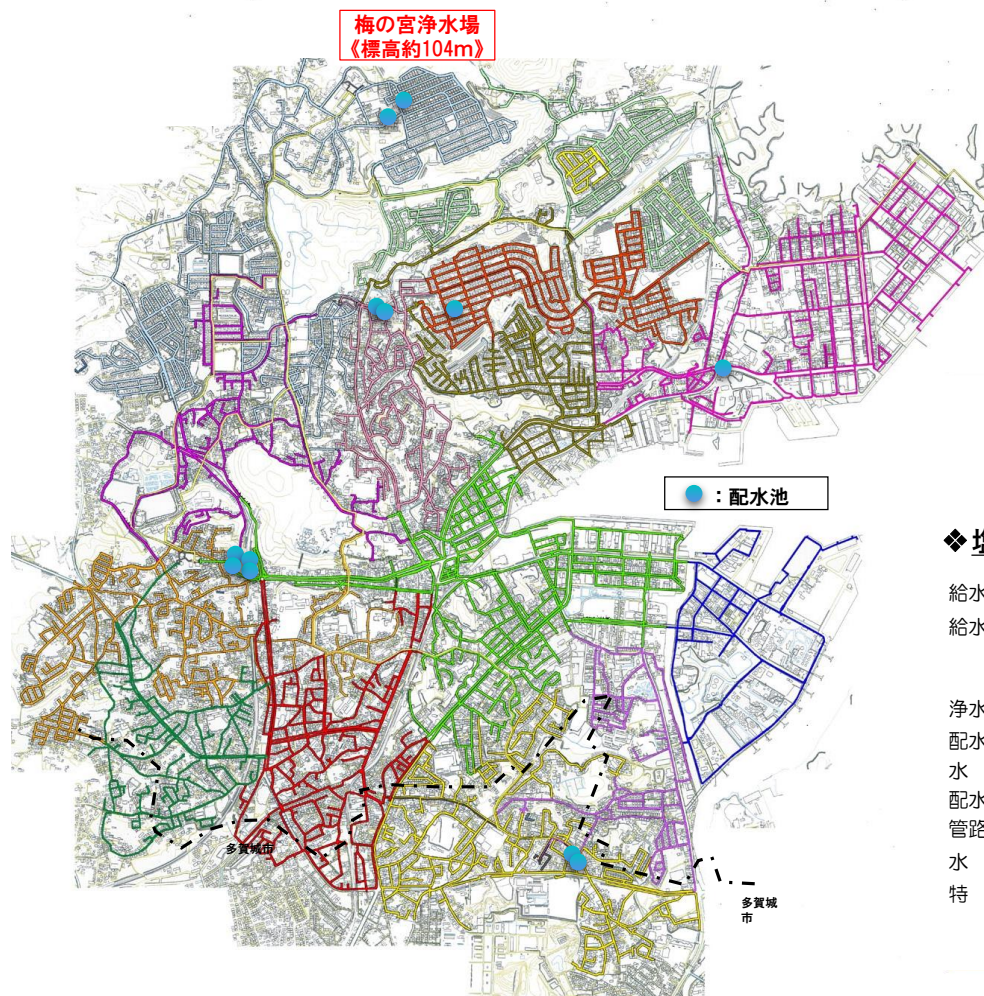 梅の宮浄水場
《標高約104m》
：配水池
❖塩
給水
給水
浄水
配水
水
配水
管路
水
特
多賀城市
多賀城
市